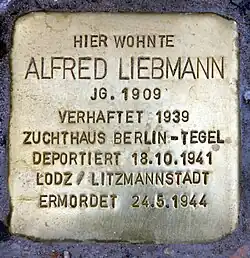 HIER WOHNTE
ALFRED LIEBMANN
JG. 1909
VERHAFTET 1939
ZUCHTHAUS BERLIN-TEGEL
DEPORTIERT 18.10.1941
ŁODZ / LITZMANNSTADT
ERMORDET 24.5.1944